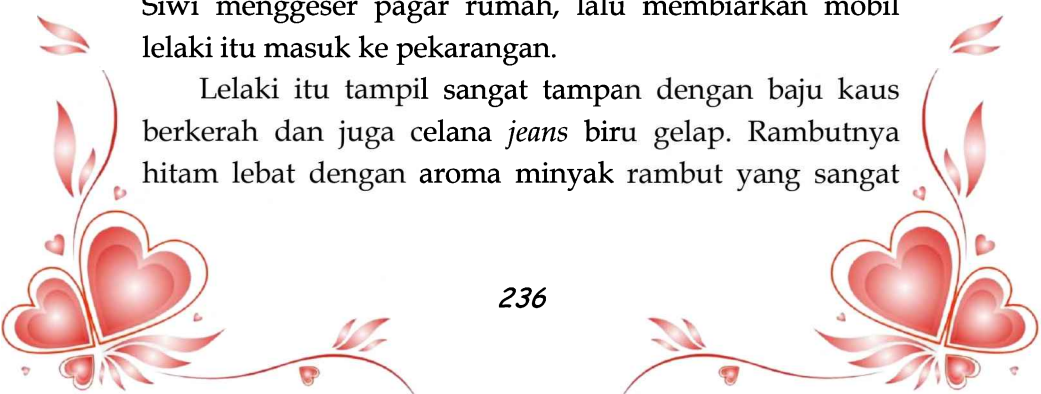 Siwi menggeser pagar rumah, lalu membiarkan mobil
lelaki itu masuk ke pekarangan.
Lelaki itu tampil sangat tampan dengan baju kaus
berkerah dan juga celana jeans biru gelap. Rambutnya
hitam lebat dengan aroma minyak rambut yang sangat
236